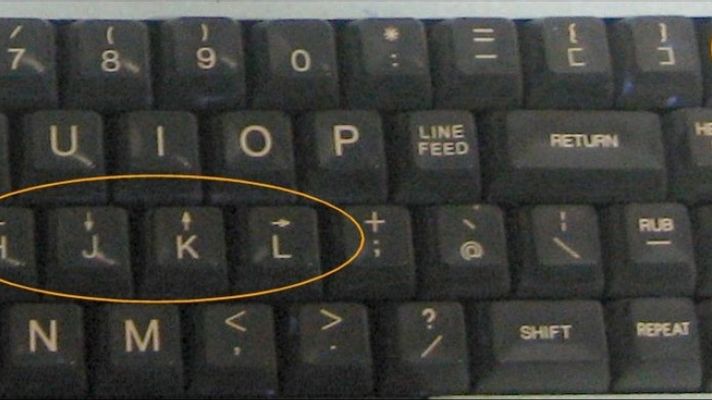 / ( ) * = { }
7 8 9 0 : - [ ]
U I O P LINE FEED RETURN
↓ ↑ → + ` ¦ RUB
H J K L ; @ \ —
N M < > ? SHIFT REPEAT
, . /